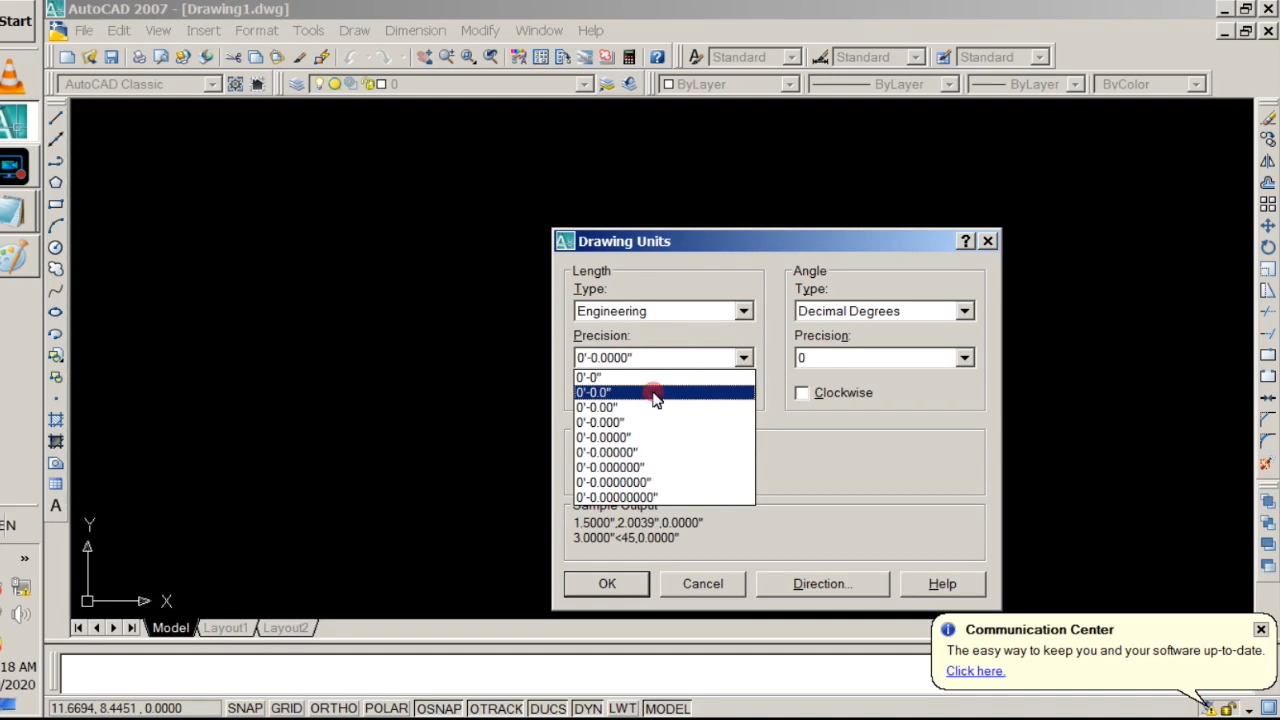 Start
AutoCAD 2007 - [Drawing1.dwg]
File Edit View Insert Format Tools Draw Dimension Modify Window Help
Standard Standard Standard
AutoCAD Classic 0 ByLayer ByLayer ByLayer ByColor
Drawing Units
Length
Type:
Engineering
Precision:
0'-0.0000"
0'-0"
0'-0.0"
0'-0.00"
0'-0.000"
0'-0.0000"
0'-0.00000"
0'-0.000000"
0'-0.0000000"
0'-0.00000000"
Angle
Type:
Decimal Degrees
Precision:
0
Clockwise
Sample Output
1.5000",2.0039",0.0000"
3.0000"<45,0.0000"
OK Cancel Direction... Help
A
EN
»
Y
X
Model Layout1 Layout2
Communication Center
The easy way to keep you and your software up-to-date.
Click here.
:18 AM
/2020
11.6694, 8.4451 , 0.0000 SNAP GRID ORTHO POLAR OSNAP OTRACK DUCS DYN LWT MODEL